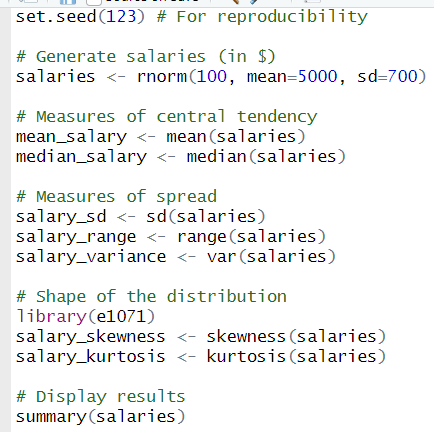 set.seed(123) # For reproducibility
# Generate salaries (in $)
salaries <- rnorm(100, mean=5000, sd=700)
# Measures of central tendency
mean_salary <- mean(salaries)
median_salary <- median(salaries)
# Measures of spread
salary_sd <- sd(salaries)
salary_range <- range(salaries)
salary_variance <- var(salaries)
# Shape of the distribution
library(e1071)
salary_skewness <- skewness(salaries)
salary_kurtosis <- kurtosis(salaries)
# Display results
summary(salaries)